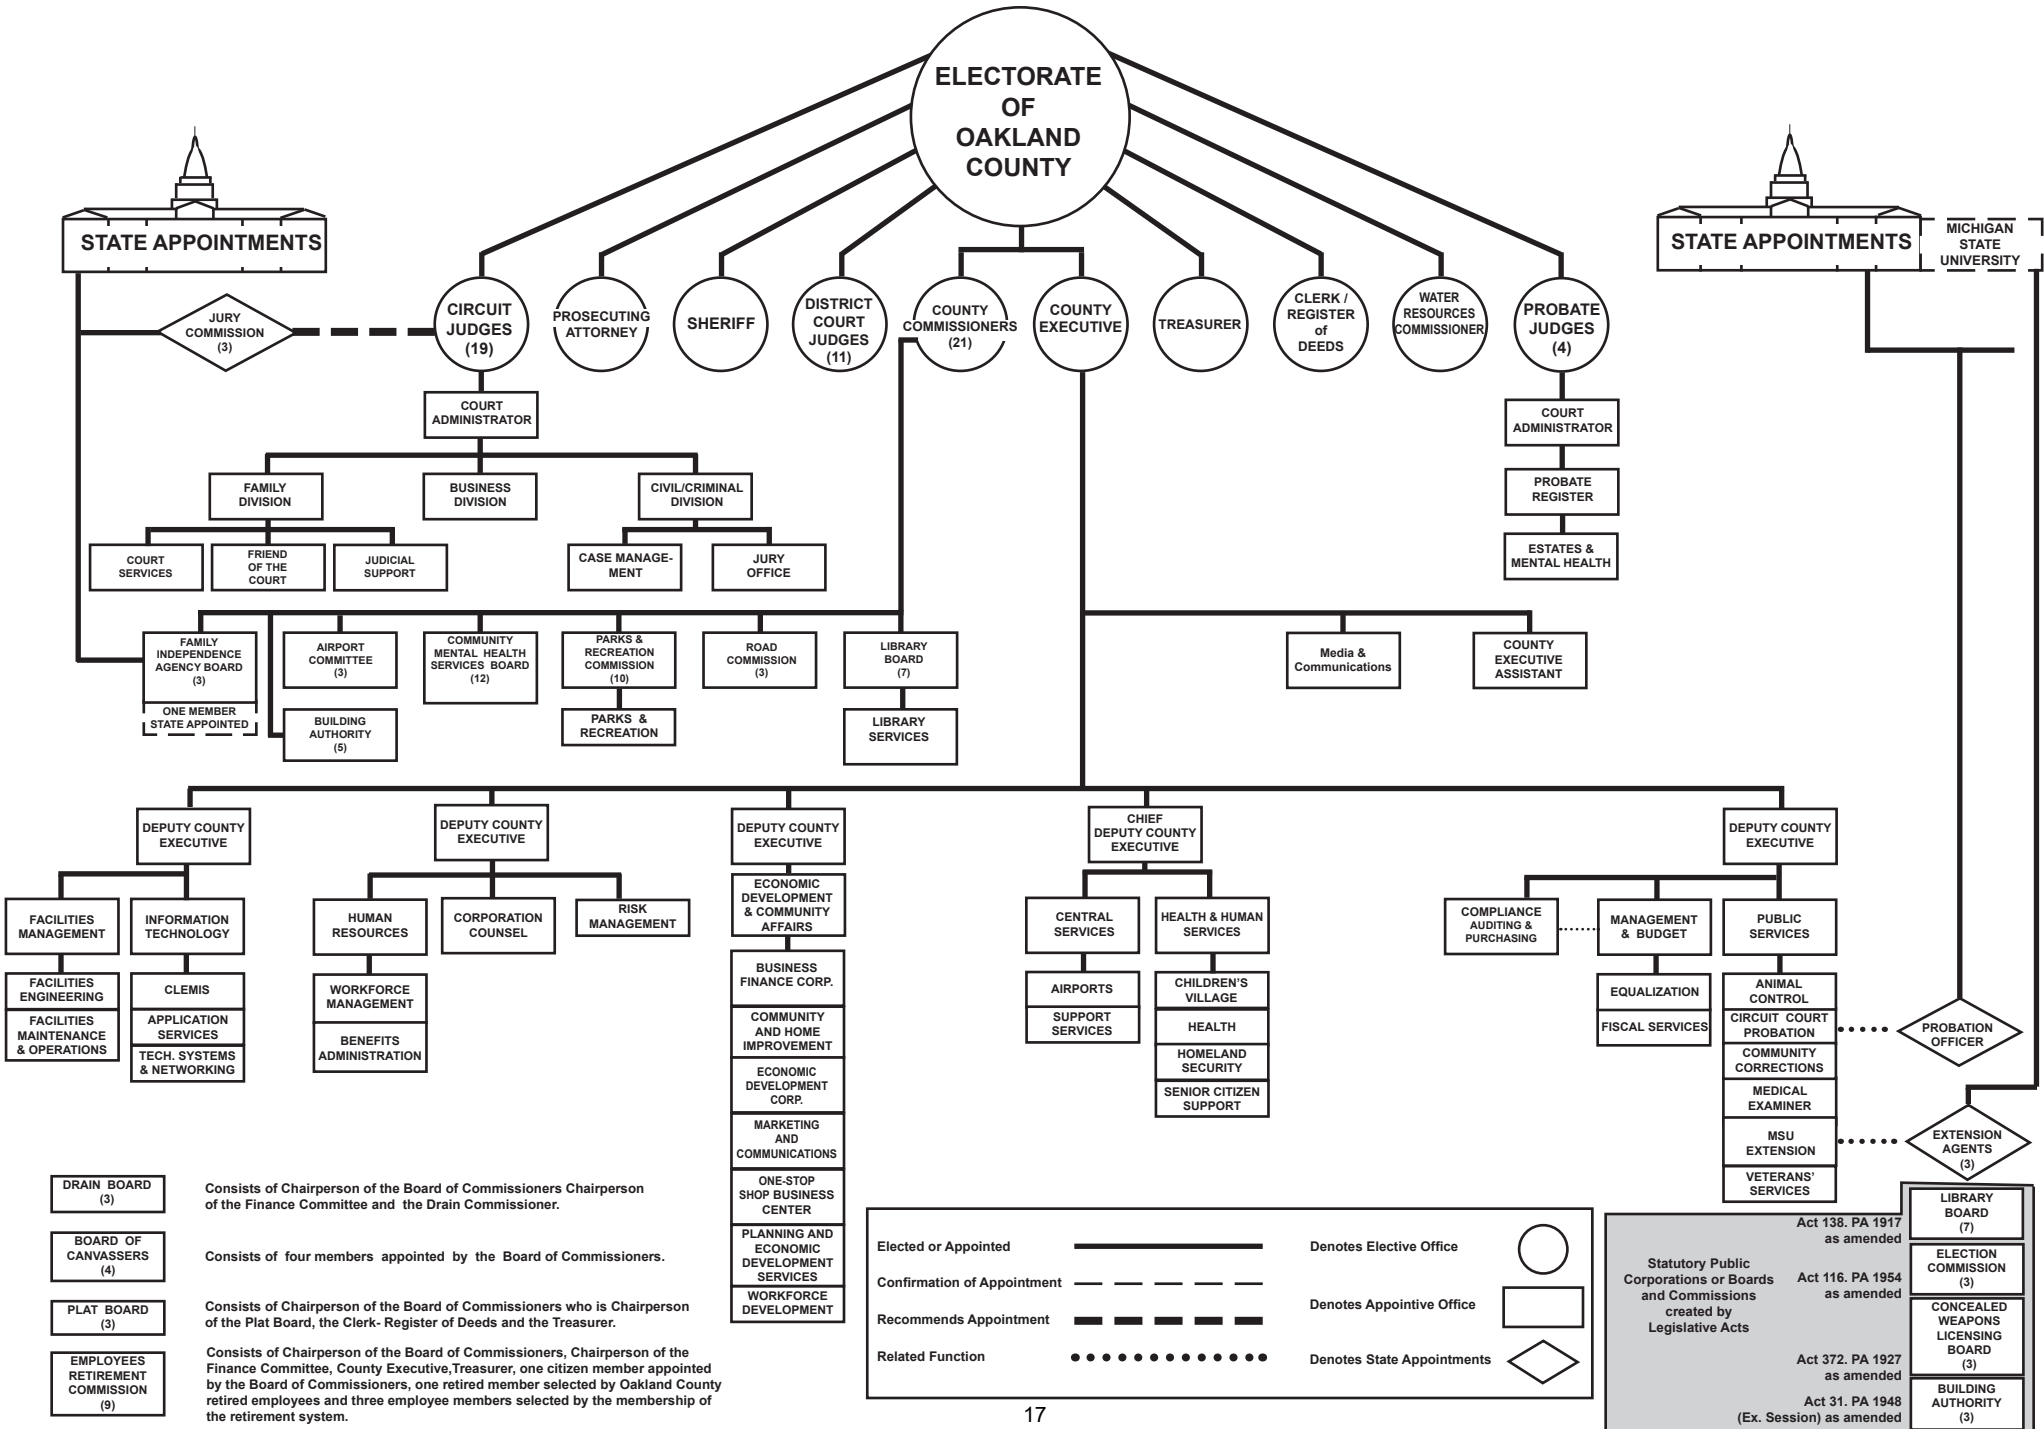 ELECTORATE
OF
OAKLAND
COUNTY
STATE APPOINTMENTS
STATE APPOINTMENTS
MICHIGAN
STATE
UNIVERSITY
JURY
COMMISSION
(3)
CIRCUIT
JUDGES
(19)
PROSECUTING
ATTORNEY
SHERIFF
DISTRICT
COURT
JUDGES
(11)
COUNTY
COMMISSIONERS
(21)
COUNTY
EXECUTIVE
TREASURER
CLERK /
REGISTER
of
DEEDS
WATER
RESOURCES
COMMISSIONER
PROBATE
JUDGES
(4)
COURT
ADMINISTRATOR
COURT
ADMINISTRATOR
FAMILY
DIVISION
BUSINESS
DIVISION
CIVIL/CRIMINAL
DIVISION
PROBATE
REGISTER
COURT
SERVICES
FRIEND
OF THE
COURT
JUDICIAL
SUPPORT
CASE MANAGE-
MENT
JURY
OFFICE
ESTATES &
MENTAL HEALTH
FAMILY
INDEPENDENCE
AGENCY BOARD
(3)
ONE MEMBER
STATE APPOINTED
AIRPORT
COMMITTEE
(3)
BUILDING
AUTHORITY
(5)
COMMUNITY
MENTAL HEALTH
SERVICES BOARD
(12)
PARKS &
RECREATION
COMMISSION
(10)
PARKS &
RECREATION
ROAD
COMMISSION
(3)
LIBRARY
BOARD
(7)
LIBRARY
SERVICES
Media &
Communications
COUNTY
EXECUTIVE
ASSISTANT
DEPUTY COUNTY
EXECUTIVE
DEPUTY COUNTY
EXECUTIVE
DEPUTY COUNTY
EXECUTIVE
CHIEF
DEPUTY COUNTY
EXECUTIVE
DEPUTY COUNTY
EXECUTIVE
FACILITIES
MANAGEMENT
FACILITIES
ENGINEERING
FACILITIES
MAINTENANCE
& OPERATIONS
INFORMATION
TECHNOLOGY
CLEMIS
APPLICATION
SERVICES
TECH. SYSTEMS
& NETWORKING
HUMAN
RESOURCES
WORKFORCE
MANAGEMENT
BENEFITS
ADMINISTRATION
CORPORATION
COUNSEL
RISK
MANAGEMENT
ECONOMIC
DEVELOPMENT
& COMMUNITY
AFFAIRS
BUSINESS
FINANCE CORP.
COMMUNITY
AND HOME
IMPROVEMENT
ECONOMIC
DEVELOPMENT
CORP.
MARKETING
AND
COMMUNICATIONS
ONE-STOP
SHOP BUSINESS
CENTER
PLANNING AND
ECONOMIC
DEVELOPMENT
SERVICES
WORKFORCE
DEVELOPMENT
CENTRAL
SERVICES
AIRPORTS
SUPPORT
SERVICES
HEALTH & HUMAN
SERVICES
CHILDREN'S
VILLAGE
HEALTH
HOMELAND
SECURITY
SENIOR CITIZEN
SUPPORT
COMPLIANCE
AUDITING &
PURCHASING
MANAGEMENT
& BUDGET
EQUALIZATION
FISCAL SERVICES
PUBLIC
SERVICES
ANIMAL
CONTROL
CIRCUIT COURT
PROBATION
COMMUNITY
CORRECTIONS
MEDICAL
EXAMINER
MSU
EXTENSION
VETERANS'
SERVICES
PROBATION
OFFICER
EXTENSION
AGENTS
(3)
DRAIN BOARD
(3)
Consists of Chairperson of the Board of Commissioners Chairperson
of the Finance Committee and the Drain Commissioner.
BOARD OF
CANVASSERS
(4)
Consists of four members appointed by the Board of Commissioners.
PLAT BOARD
(3)
Consists of Chairperson of the Board of Commissioners who is Chairperson
of the Plat Board, the Clerk- Register of Deeds and the Treasurer.
EMPLOYEES
RETIREMENT
COMMISSION
(9)
Consists of Chairperson of the Board of Commissioners, Chairperson of the
Finance Committee, County Executive,Treasurer, one citizen member appointed
by the Board of Commissioners, one retired member selected by Oakland County
retired employees and three employee members selected by the membership of
the retirement system.
Elected or Appointed
Confirmation of Appointment
Recommends Appointment
Related Function
Denotes Elective Office
Denotes Appointive Office
Denotes State Appointments
Statutory Public
Corporations or Boards
and Commissions
created by
Legislative Acts
Act 138. PA 1917
as amended
LIBRARY
BOARD
(7)
Act 116. PA 1954
as amended
ELECTION
COMMISSION
(3)
Act 372. PA 1927
as amended
CONCEALED
WEAPONS
LICENSING
BOARD
(3)
Act 31. PA 1948
(Ex. Session) as amended
BUILDING
AUTHORITY
(3)
17